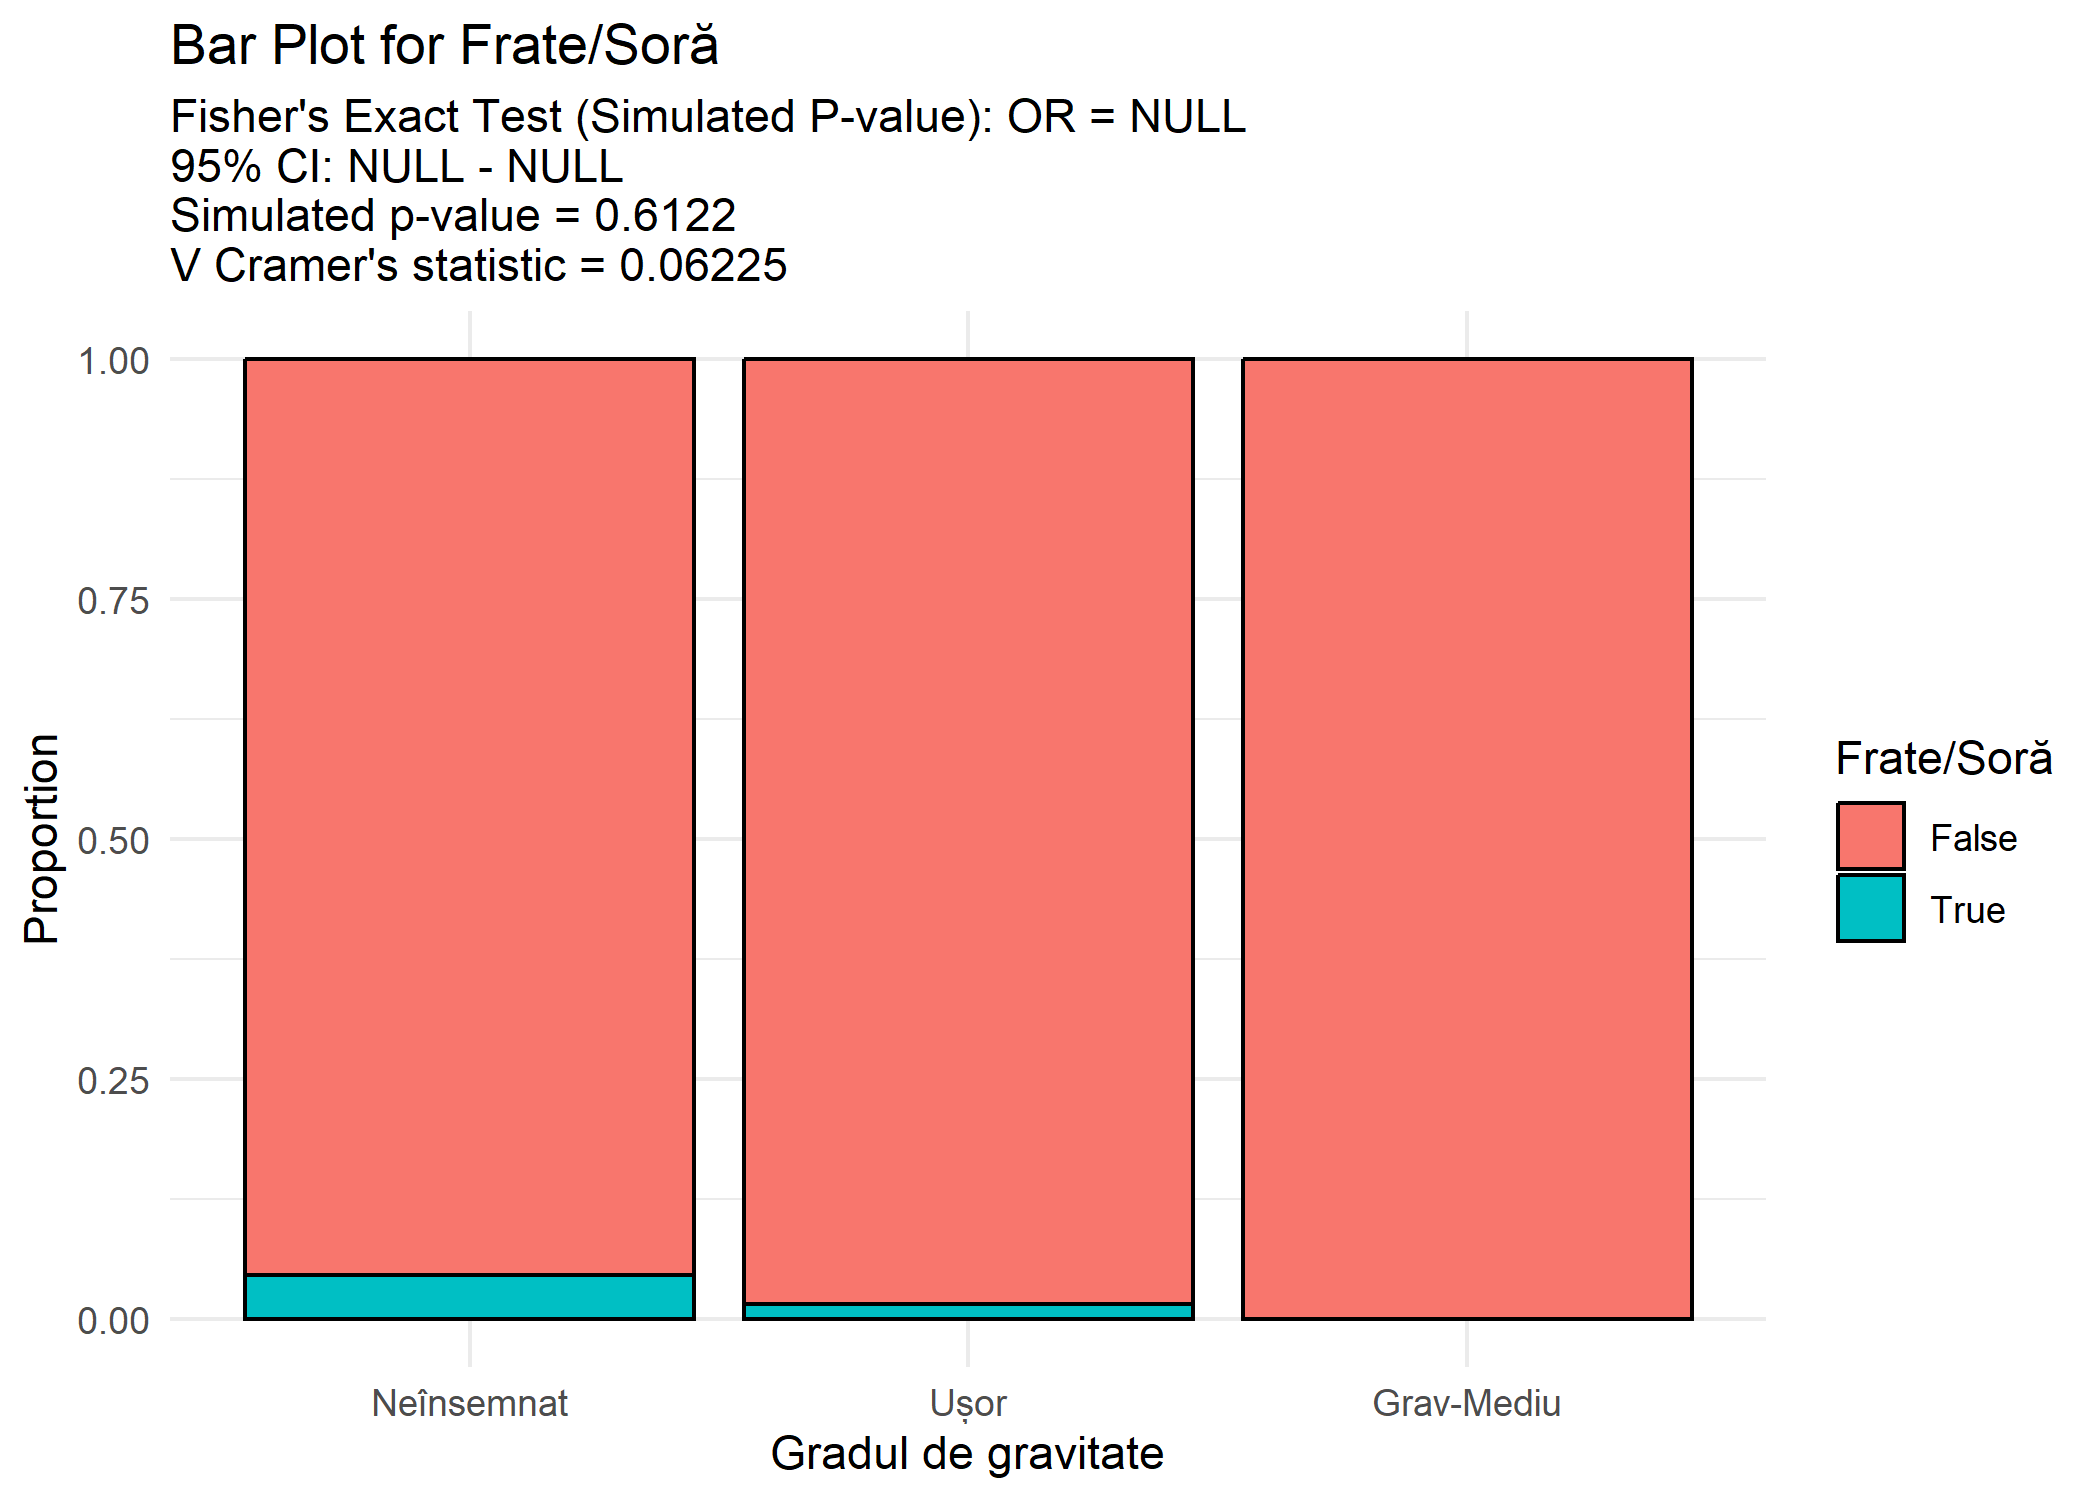 Bar Plot for Frate/Soră
Fisher's Exact Test (Simulated P-value): OR = NULL
95% CI: NULL - NULL
Simulated p-value = 0.6122
V Cramer's statistic = 0.06225
1.00
0.75
0.50
0.25
0.00
Proportion
Neînsemnat
Ușor
Grav-Mediu
Gradul de gravitate
Frate/Soră
False
True